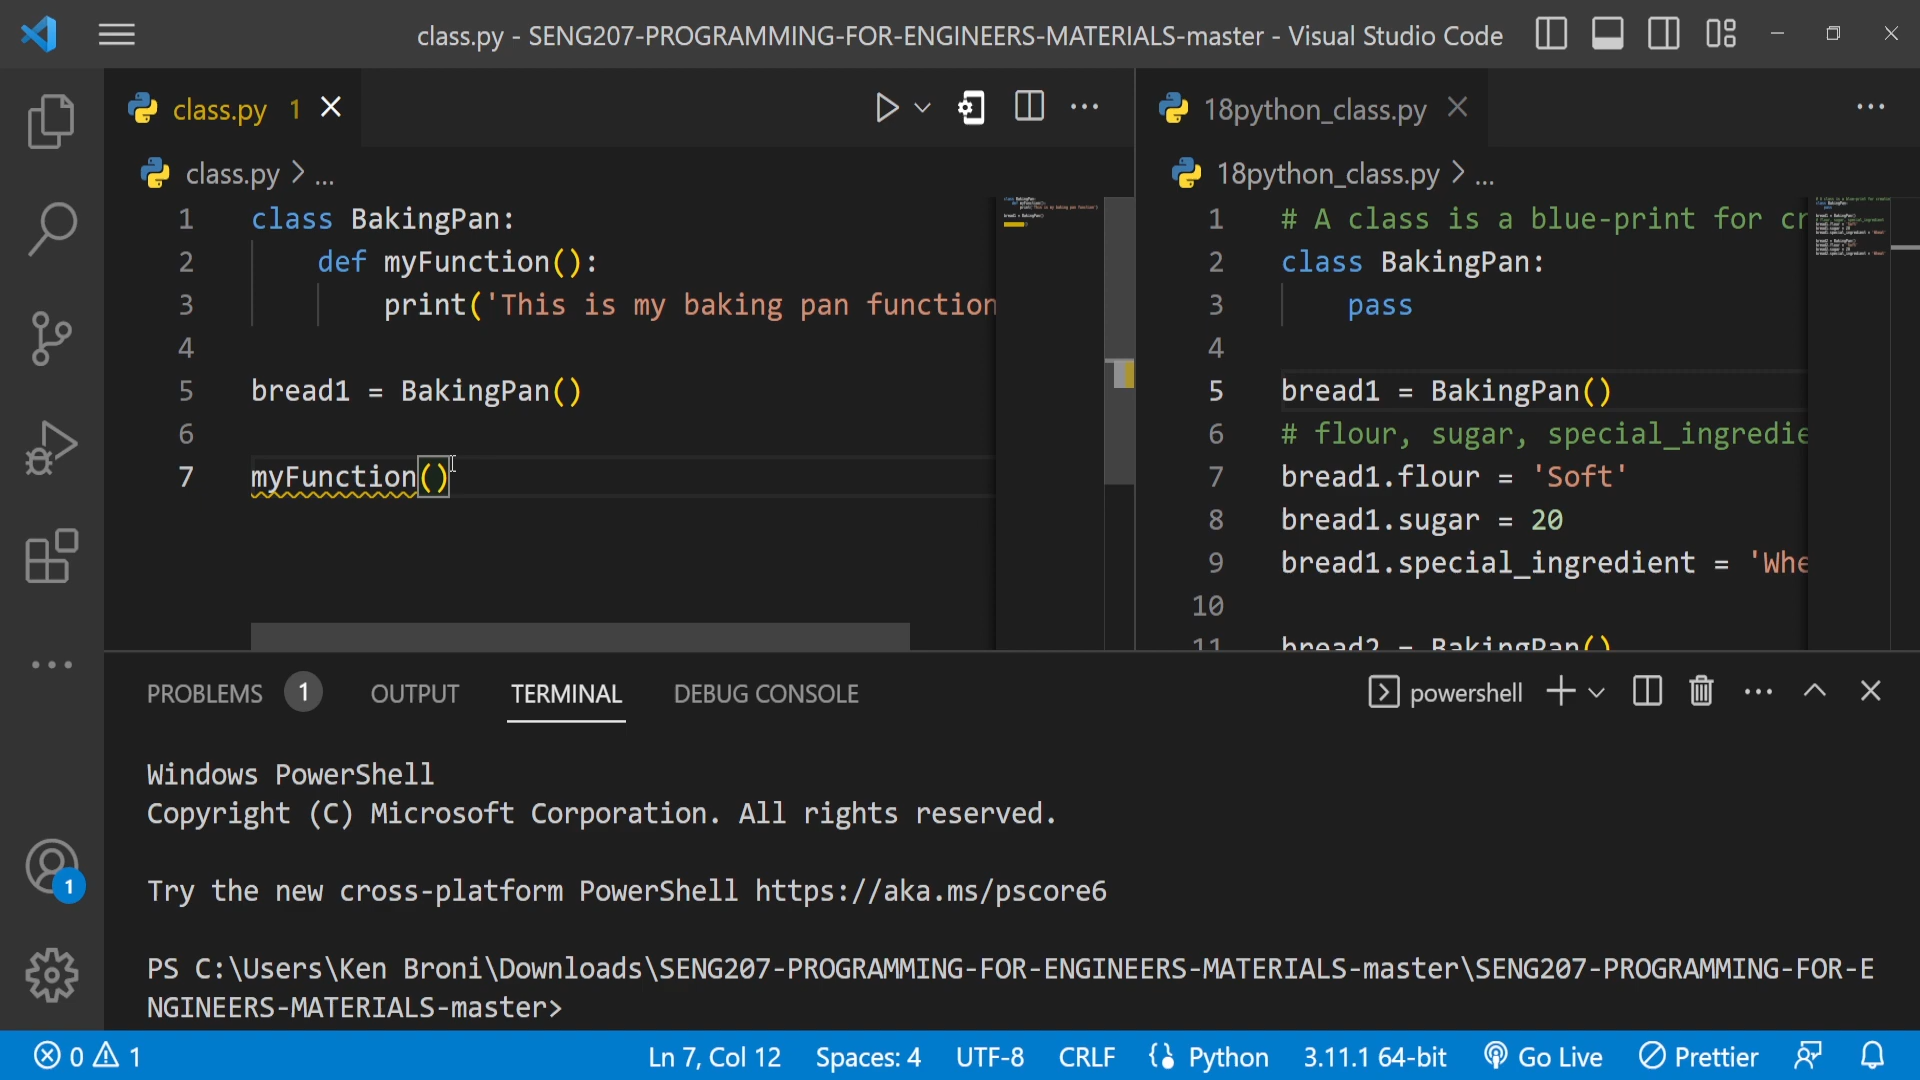 class.py - SENG207-PROGRAMMING-FOR-ENGINEERS-MATERIALS-master - Visual Studio Code
class.py 1
class.py > ...
1 class BakingPan:
2     def myFunction():
3         print('This is my baking pan function
4
5 bread1 = BakingPan()
6
7 myFunction()
18python_class.py
18python_class.py > ...
1 # A class is a blue-print for cr
2 class BakingPan:
3     pass
4
5 bread1 = BakingPan()
6 # flour, sugar, special_ingredie
7 bread1.flour = 'Soft'
8 bread1.sugar = 20
9 bread1.special_ingredient = 'Whe
10
11 bread2 = BakingPan()
PROBLEMS 1 OUTPUT TERMINAL DEBUG CONSOLE powershell
Windows PowerShell
Copyright (C) Microsoft Corporation. All rights reserved.
Try the new cross-platform PowerShell https://aka.ms/pscore6
PS C:\Users\Ken Broni\Downloads\SENG207-PROGRAMMING-FOR-ENGINEERS-MATERIALS-master\SENG207-PROGRAMMING-FOR-E
NGINEERS-MATERIALS-master>
1
0 1 Ln 7, Col 12 Spaces: 4 UTF-8 CRLF Python 3.11.1 64-bit Go Live Prettier